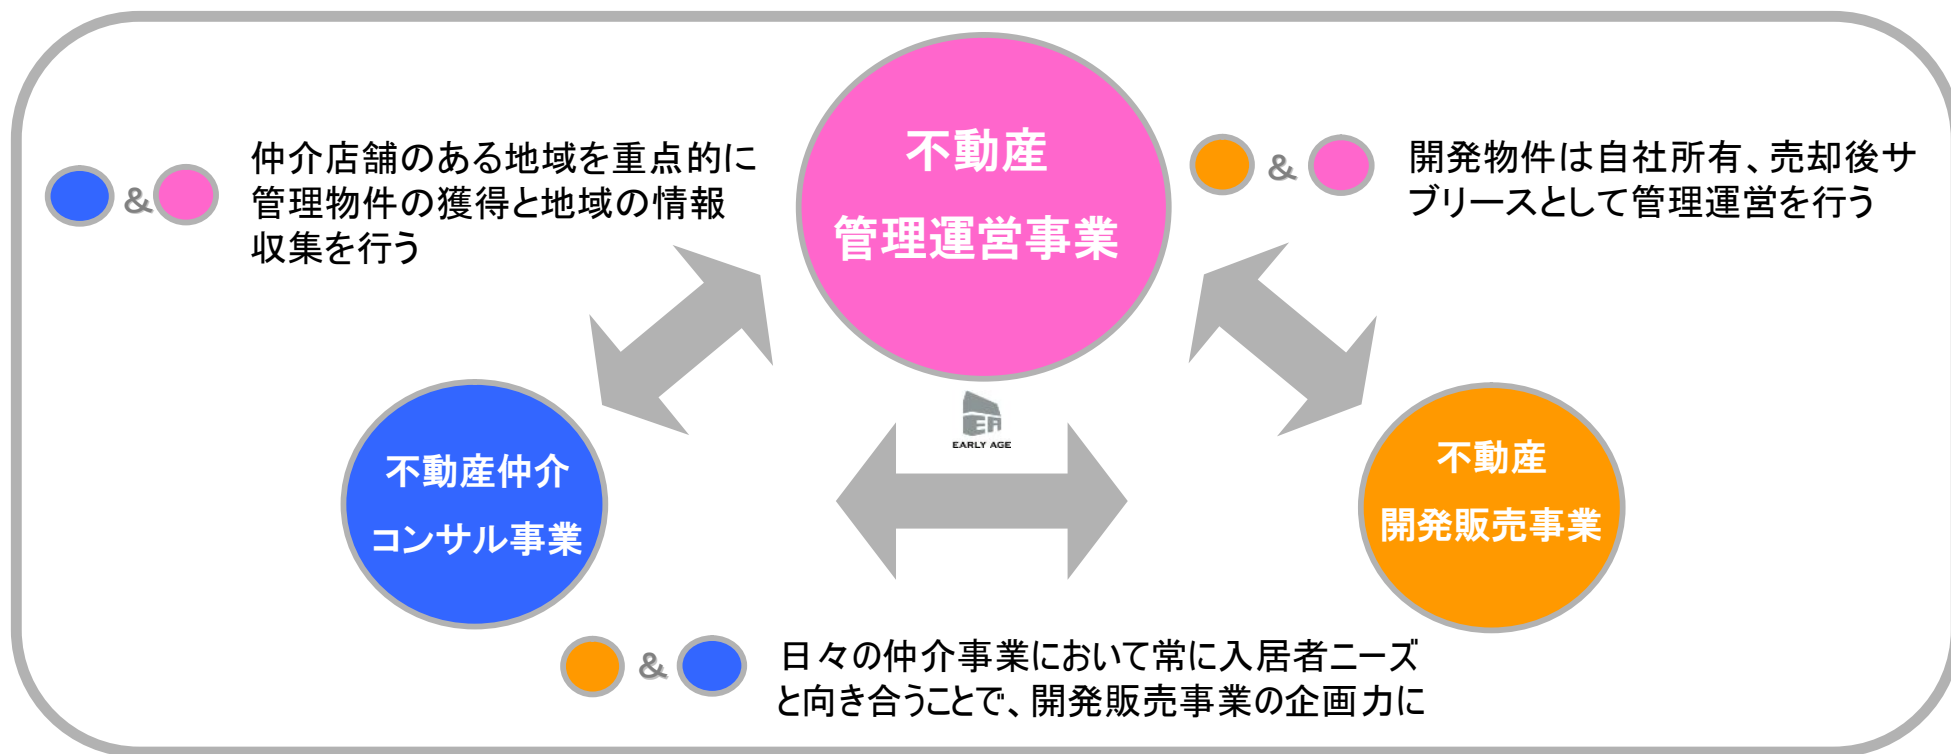 不動産
管理運営事業
&
仲介店舗のある地域を重点的に
管理物件の獲得と地域の情報
収集を行う
&
開発物件は自社所有、売却後サ
ブリースとして管理運営を行う
EA
EARLY AGE
不動産仲介
コンサル事業
不動産
開発販売事業
&
日々の仲介事業において常に入居者ニーズ
と向き合うことで、開発販売事業の企画力に